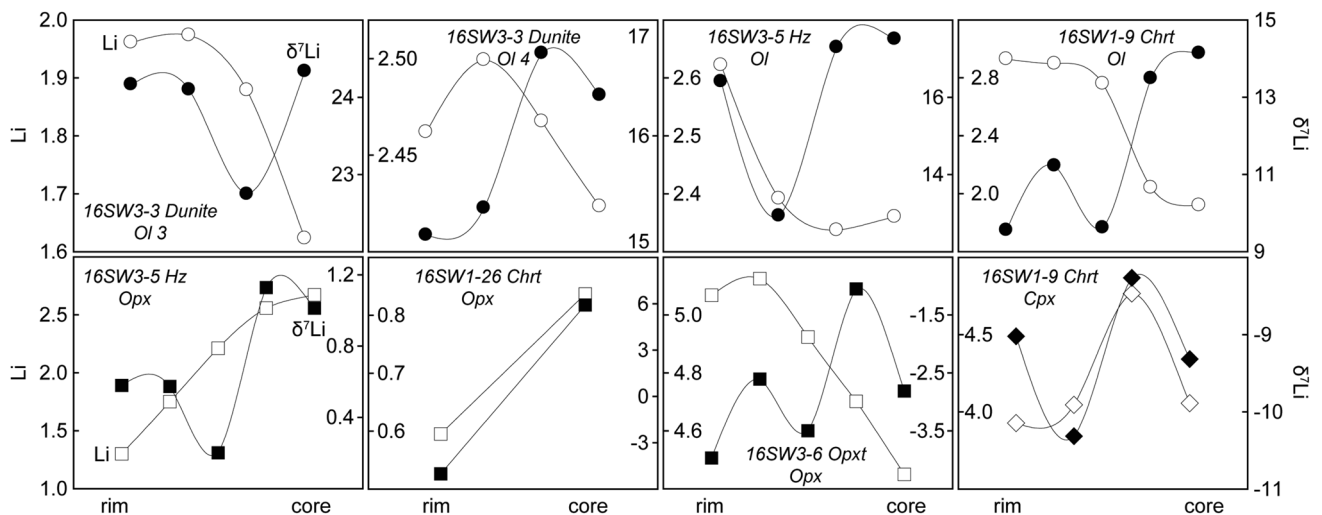 2.0
1.9
1.8
1.7
1.6
Li
Li
δ⁷Li
24
23
16SW3-3 Dunite
Ol 3
16SW3-3 Dunite
Ol 4
2.50
2.45
17
16
15
16SW3-5 Hz
Ol
2.6
2.5
2.4
16
14
16SW1-9 Chrt
Ol
2.8
2.4
2.0
15
13
11
9
δ⁷Li
16SW3-5 Hz
Opx
2.5
2.0
1.5
1.0
Li
Li
δ⁷Li
1.2
0.8
0.4
16SW1-26 Chrt
Opx
0.8
0.7
0.6
6
3
0
-3
5.0
4.8
4.6
16SW3-6 Opxt
Opx
-1.5
-2.5
-3.5
16SW1-9 Chrt
Cpx
4.5
4.0
-9
-10
-11
δ⁷Li
rim core rim core rim core rim core